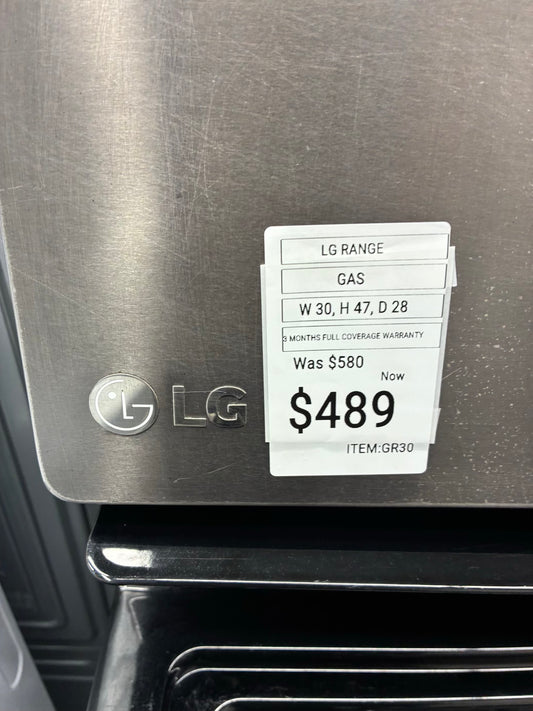 LG RANGE
GAS
W 30, H 47, D 28
3 MONTHS FULL COVERAGE WARRANTY
Was $580
Now
$489
ITEM:GR30
LG